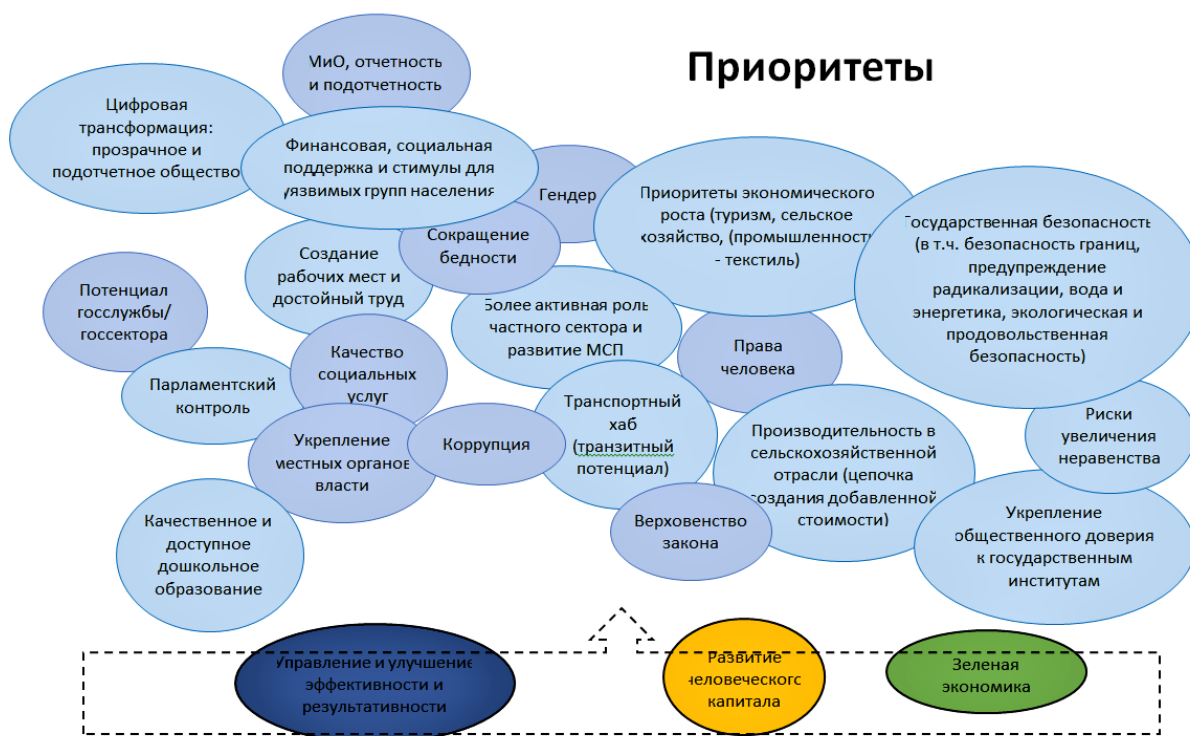 Приоритеты
МиО, отчетность
и подотчетность
Цифровая
трансформация:
прозрачное и
подотчетное общество
Финансовая, социальная
поддержка и стимулы для
уязвимых групп населения
Гендер
Приоритеты экономического
роста (туризм, сельское
хозяйство, (промышленность
- текстиль)
Государственная безопасность
(в т.ч. безопасность границ,
предупреждение
радикализации, вода и
энергетика, экологическая и
продовольственная
безопасность)
Создание
рабочих мест и
достойный труд
Сокращение
бедности
Потенциал
госслужбы/
госсектора
Более активная роль
частного сектора и
развитие МСП
Права
человека
Качество
социальных
услуг
Парламентский
контроль
Транспортный
хаб
(транзитный
потенциал)
Укрепление
местных органов
власти
Коррупция
Производительность в
сельскохозяйственной
отрасли (цепочка
создания добавленной
стоимости)
Риски
увеличения
неравенства
Качественное и
доступное
дошкольное
образование
Верховенство
закона
Укрепление
общественного доверия
к государственным
институтам
Управление и улучшение
эффективности и
результативности
Развитие
человеческого
капитала
Зеленая
экономика